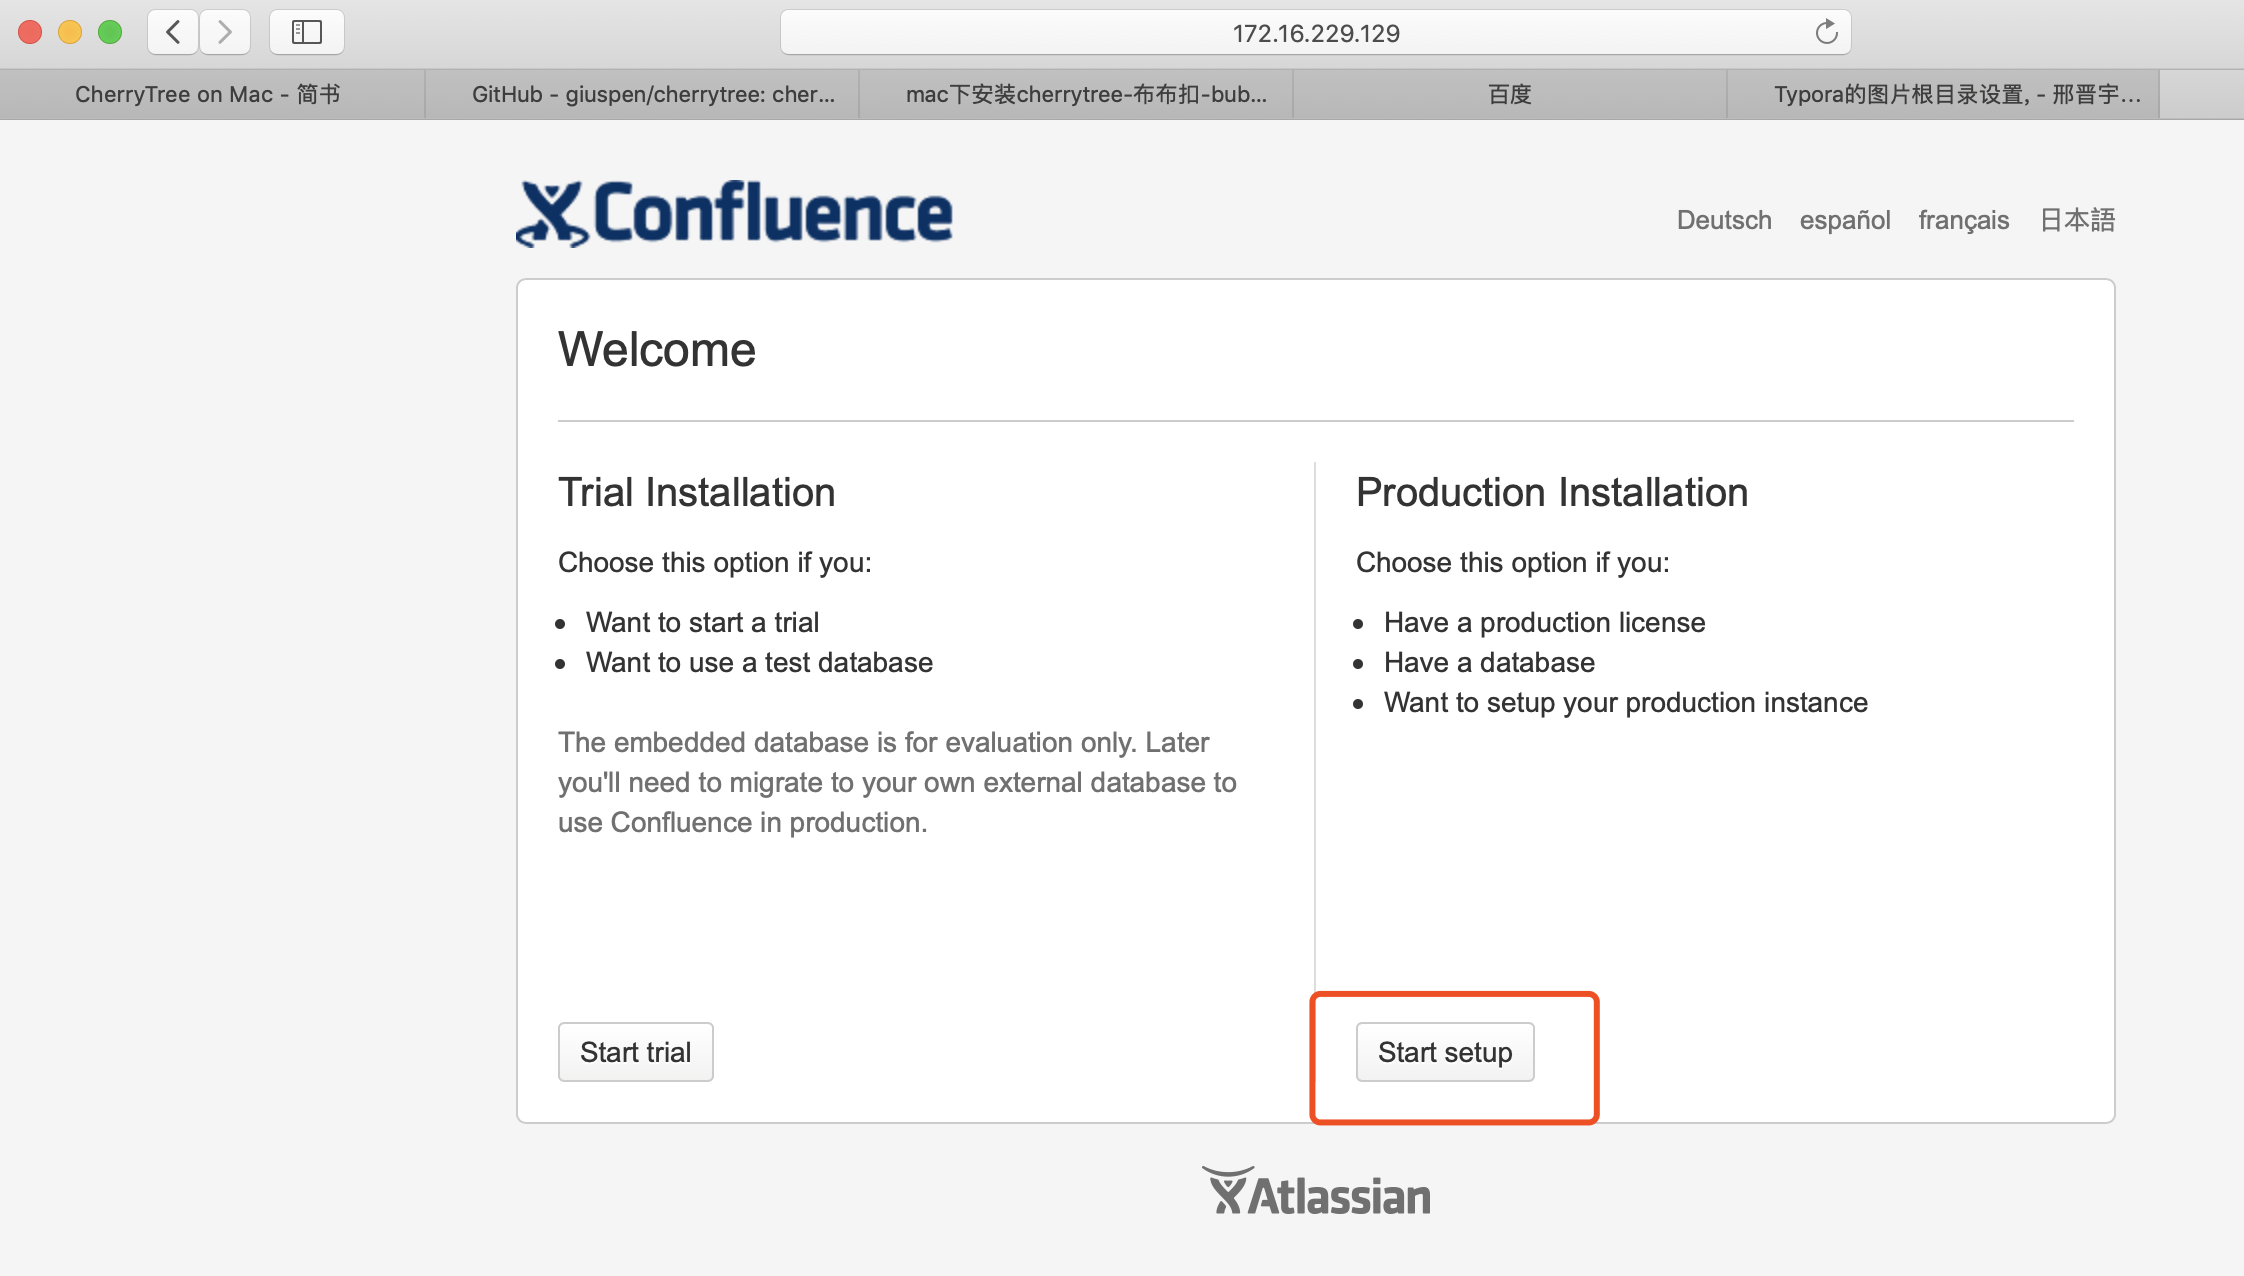 172.16.229.129
CherryTree on Mac - 简书
GitHub - giuspen/cherrytree: cher...
mac下安装cherrytree-布布扣-bub...
百度
Typora的图片根目录设置, - 邢晋宇...
Confluence
Deutsch español français 日本語
Welcome
Trial Installation
Choose this option if you:
Want to start a trial
Want to use a test database
The embedded database is for evaluation only. Later
you'll need to migrate to your own external database to
use Confluence in production.
Start trial
Production Installation
Choose this option if you:
Have a production license
Have a database
Want to setup your production instance
Start setup
Atlassian